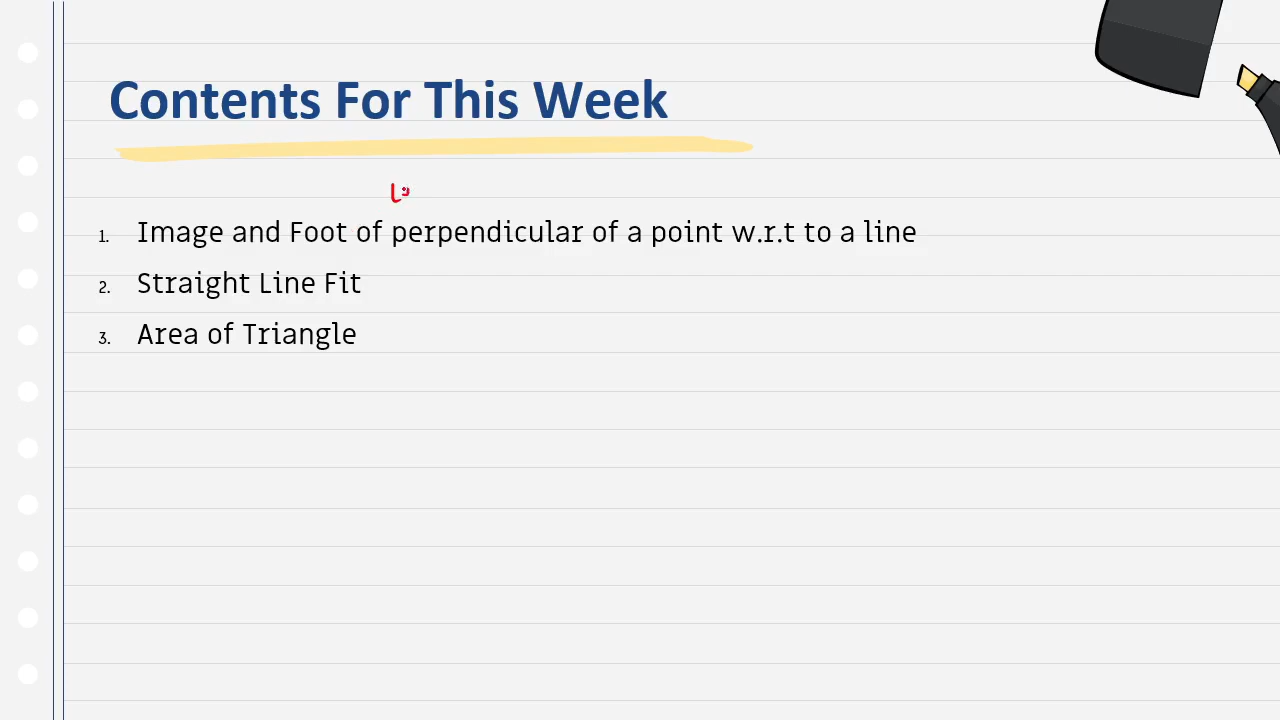 Contents For This Week
1. Image and Foot of perpendicular of a point w.r.t to a line
2. Straight Line Fit
3. Area of Triangle